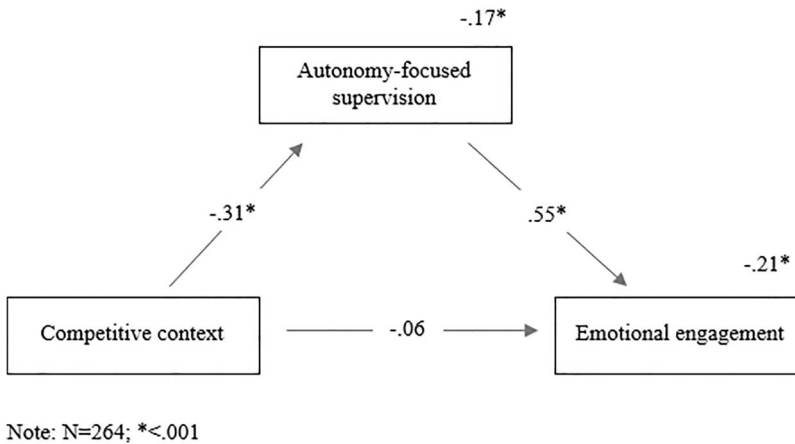 -.17*
Autonomy-focused
supervision
-.31*
.55*
-.21*
Competitive context
-.06
Emotional engagement
Note: N=264; *<.001